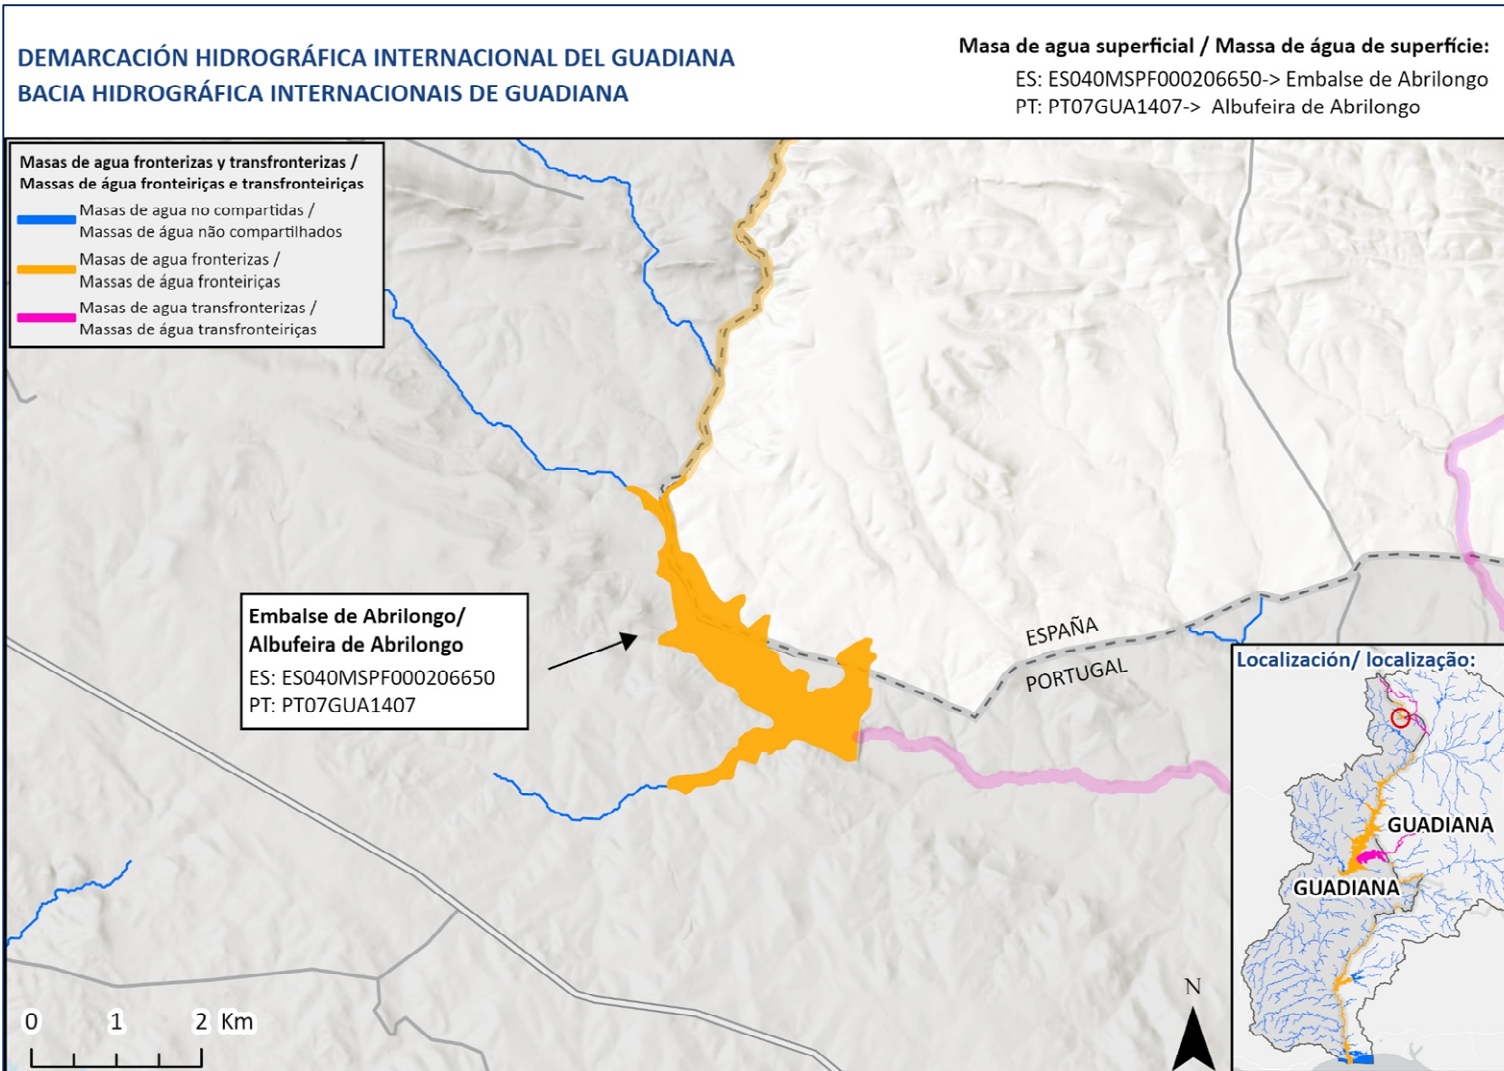 DEMARCACIÓN HIDROGRÁFICA INTERNACIONAL DEL GUADIANA
BACIA HIDROGRÁFICA INTERNACIONAIS DE GUADIANA
Masa de agua superficial / Massa de água de superfície:
ES: ES040MSPF000206650-> Embalse de Abrilongo
PT: PT07GUA1407-> Albufeira de Abrilongo
Masas de agua fronterizas y transfronterizas /
Massas de água fronteiriças e transfronteiriças
Masas de agua no compartidas /
Massas de água não compartilhados
Masas de agua fronterizas /
Massas de água fronteiriças
Masas de agua transfronterizas /
Massas de água transfronteiriças
Embalse de Abrilongo/
Albufeira de Abrilongo
ES: ES040MSPF000206650
PT: PT07GUA1407
ESPAÑA
PORTUGAL
Localización/ localização:
GUADIANA
GUADIANA
N
0 1 2 Km